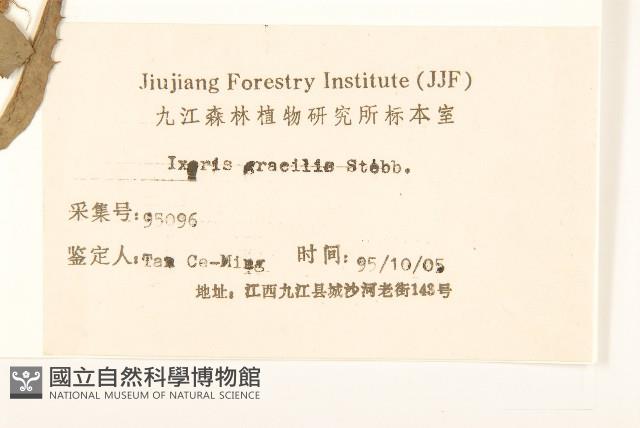 Jiujiang Forestry Institute (JJF)
九江森林植物研究所标本室
Ixeris gracilis Stebb.
采集号:95096
鉴定人:Tan Ce-Ming 时间:95/10/05
地址:江西九江县城沙河老街143号
國立自然科學博物館
NATIONAL MUSEUM OF NATURAL SCIENCE